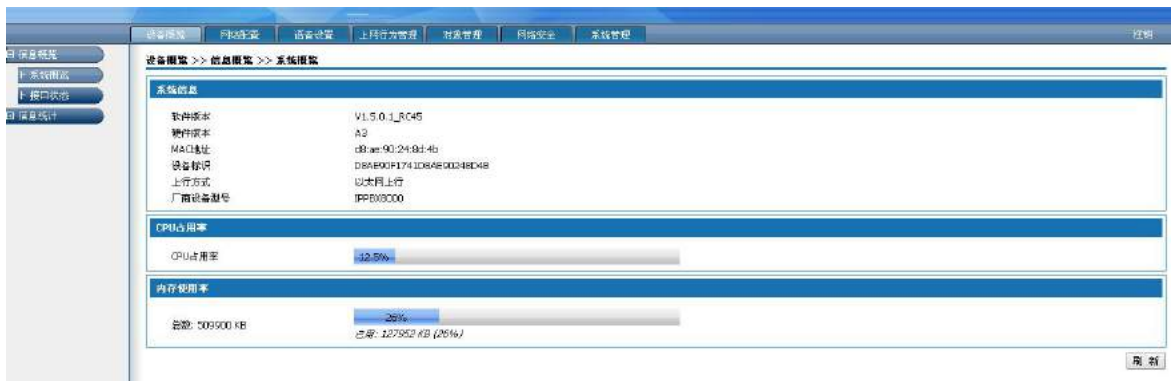 设备概览 网络配置 语音设置 上网行为管理 对象管理 网络安全 系统管理 注销
信息概览
系统概览
接口状态
信息统计
设备概览 >> 信息概览 >> 系统概览
系统信息
软件版本 V1.5.0.1_RC45
硬件版本 A3
MAC地址 d8:ae:90:24:8d:4b
设备标识 D8AE90F1741D8AE90248D4B
上行方式 以太网上行
厂商设备型号 IPPBX8000
CPU占用率
CPU占用率 12.5%
内存使用率
总数: 509900 KB 26%
已用: 127952 KB (26%)
刷 新